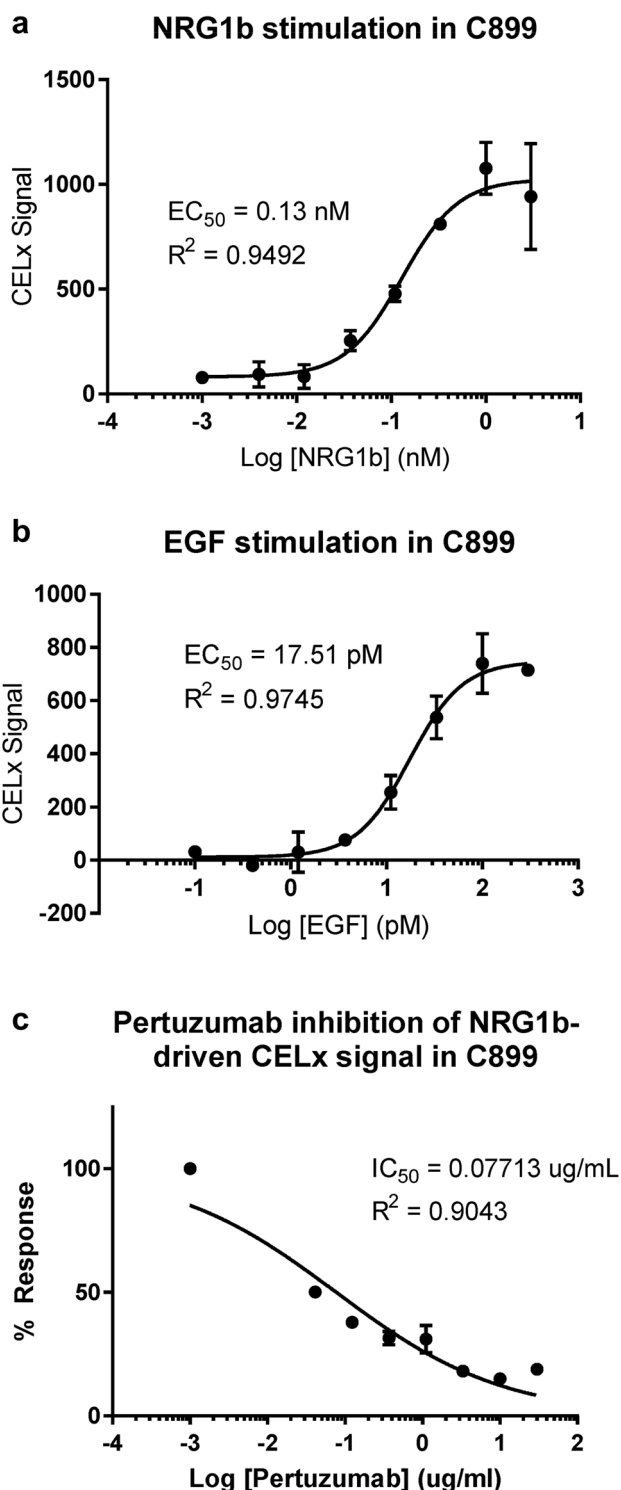 a
NRG1b stimulation in C899
1500
1000
500
0
CELx Signal
EC50 = 0.13 nM
R2 = 0.9492
-4 -3 -2 -1 0 1
Log [NRG1b] (nM)
b
EGF stimulation in C899
1000
800
600
400
200
0
-200
CELx Signal
EC50 = 17.51 pM
R2 = 0.9745
-1 0 1 2 3
Log [EGF] (pM)
c
Pertuzumab inhibition of NRG1b-
driven CELx signal in C899
100
50
0
% Response
IC50 = 0.07713 ug/mL
R2 = 0.9043
-4 -3 -2 -1 0 1 2
Log [Pertuzumab] (ug/ml)